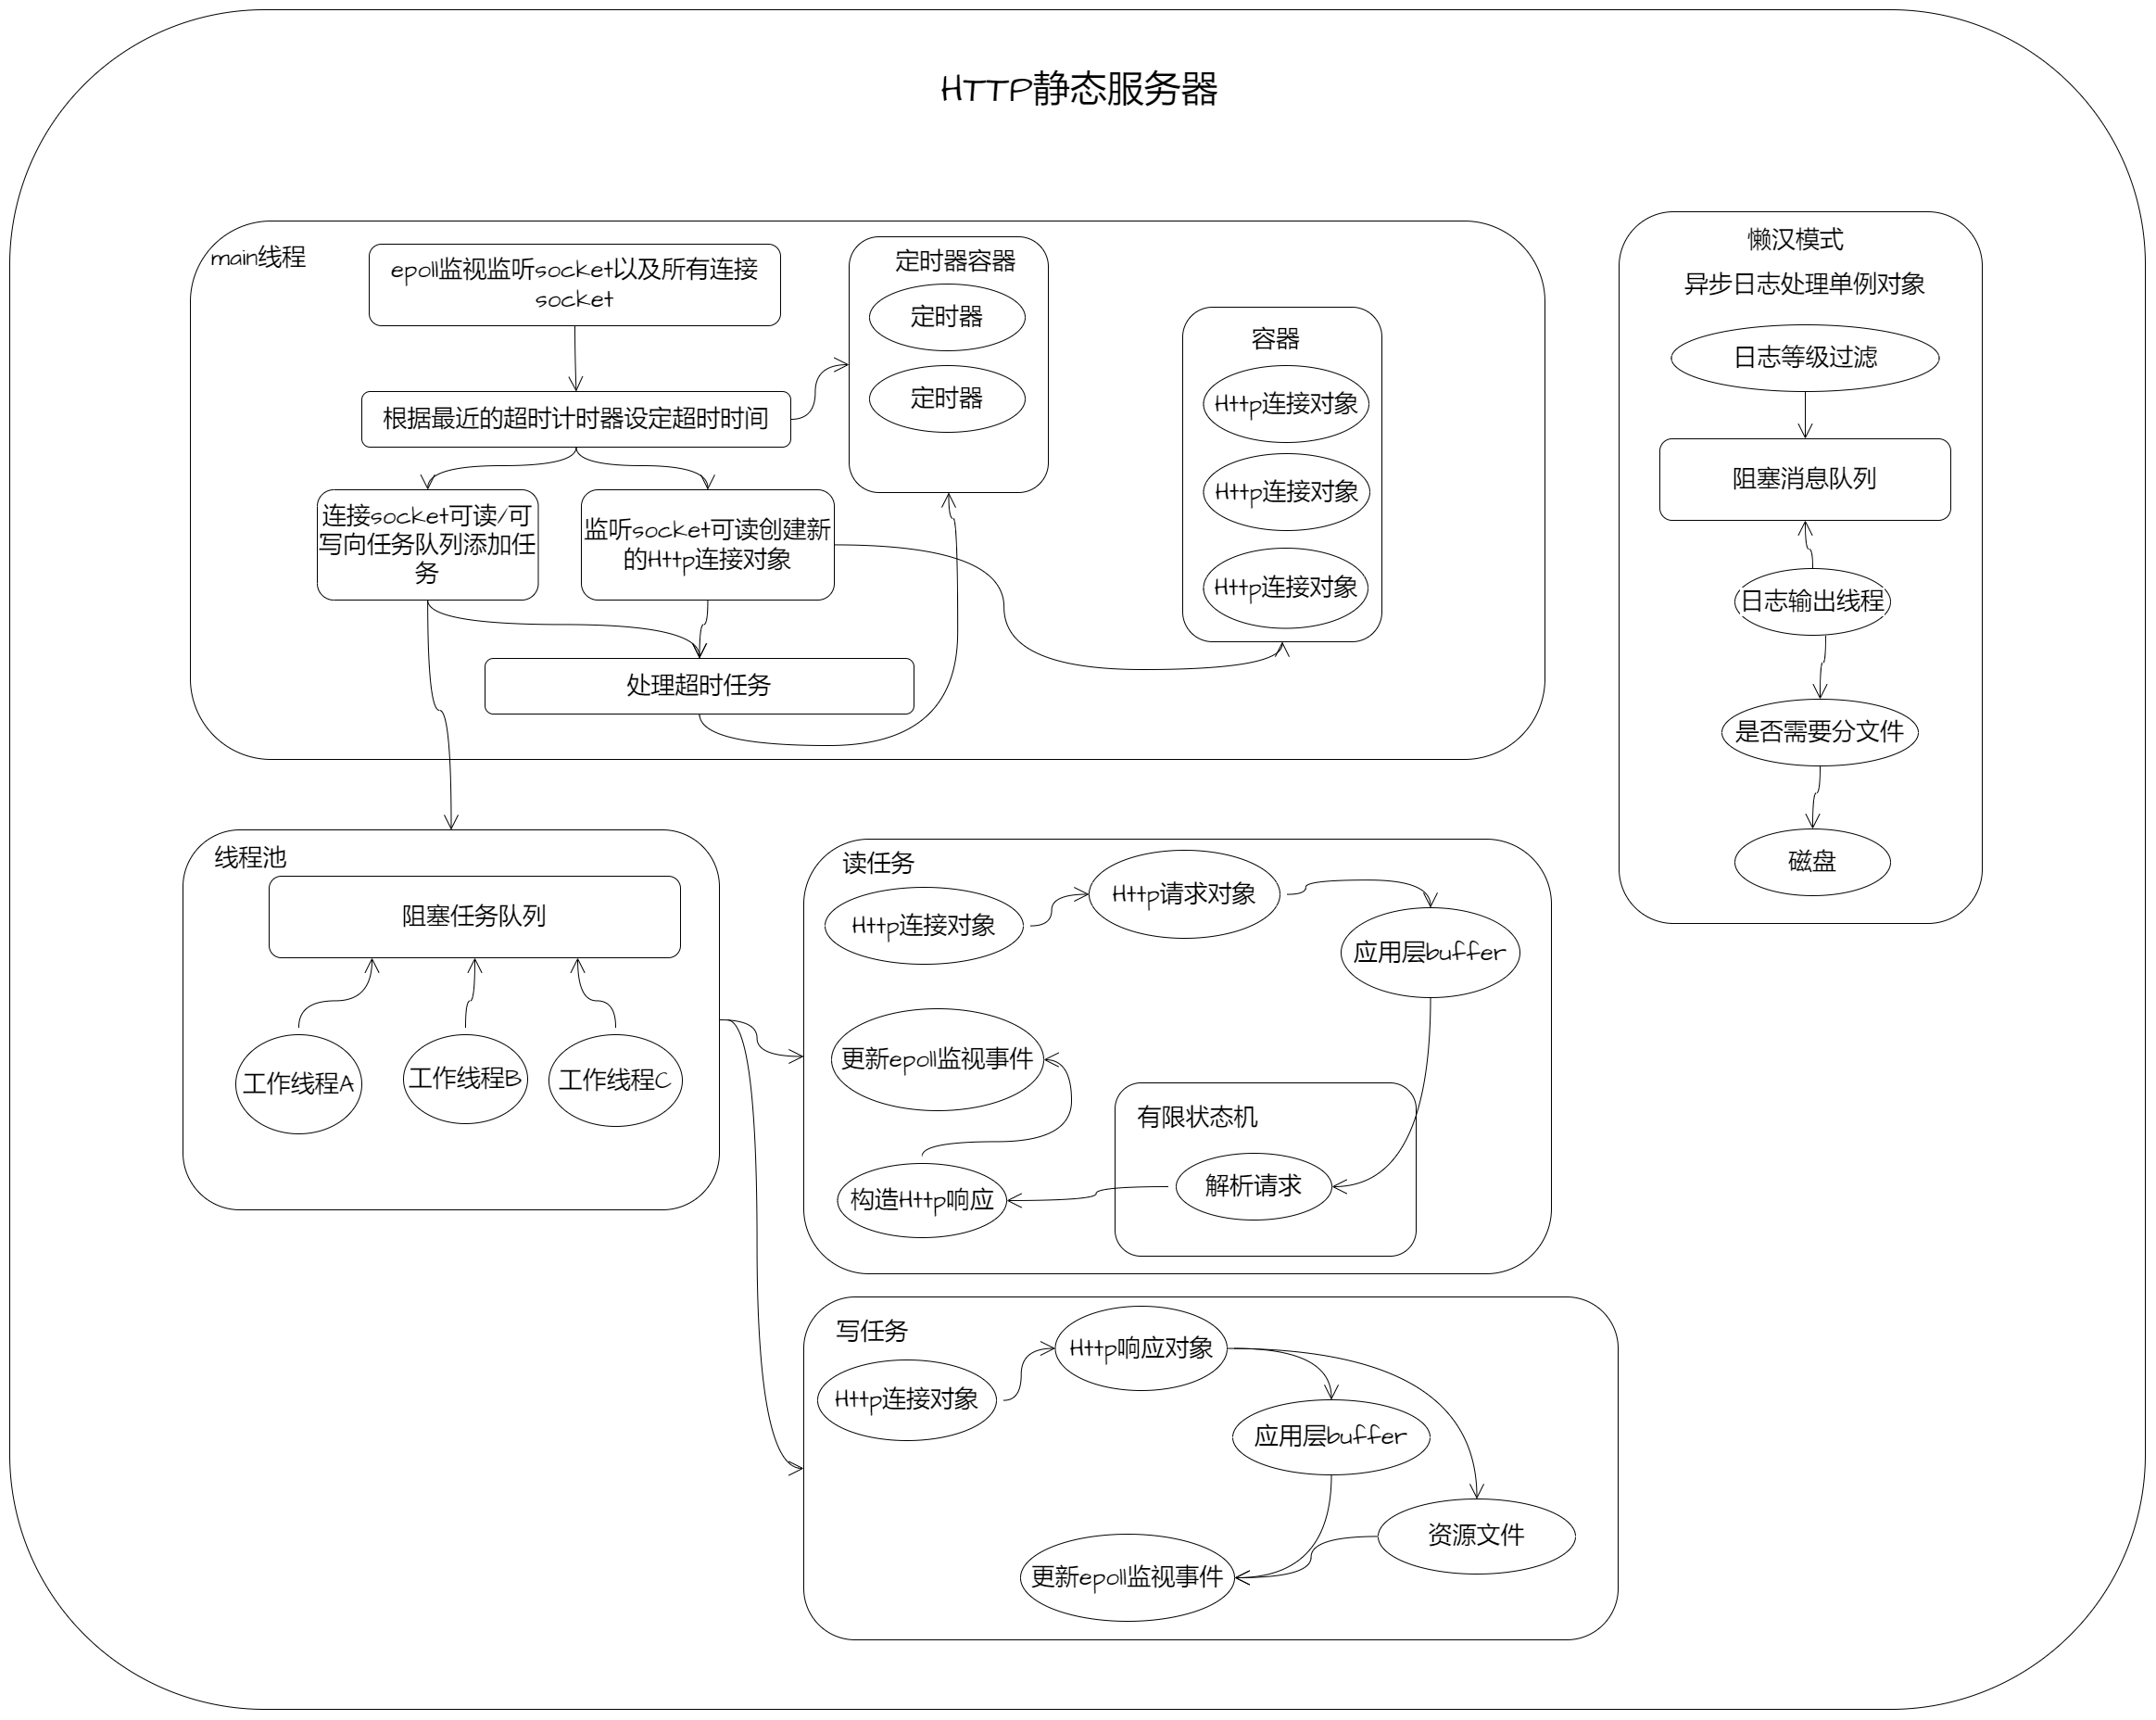 HTTP静态服务器
main线程
epoll监视监听socket以及所有连接
socket
根据最近的超时计时器设定超时时间
连接socket可读/可
写向任务队列添加任
务
监听socket可读创建新
的Http连接对象
处理超时任务
定时器容器
定时器
定时器
容器
Http连接对象
Http连接对象
Http连接对象
懒汉模式
异步日志处理单例对象
日志等级过滤
阻塞消息队列
日志输出线程
是否需要分文件
磁盘
线程池
阻塞任务队列
工作线程A
工作线程B
工作线程C
读任务
Http连接对象
Http请求对象
应用层buffer
更新epoll监视事件
有限状态机
解析请求
构造Http响应
写任务
Http连接对象
Http响应对象
应用层buffer
资源文件
更新epoll监视事件